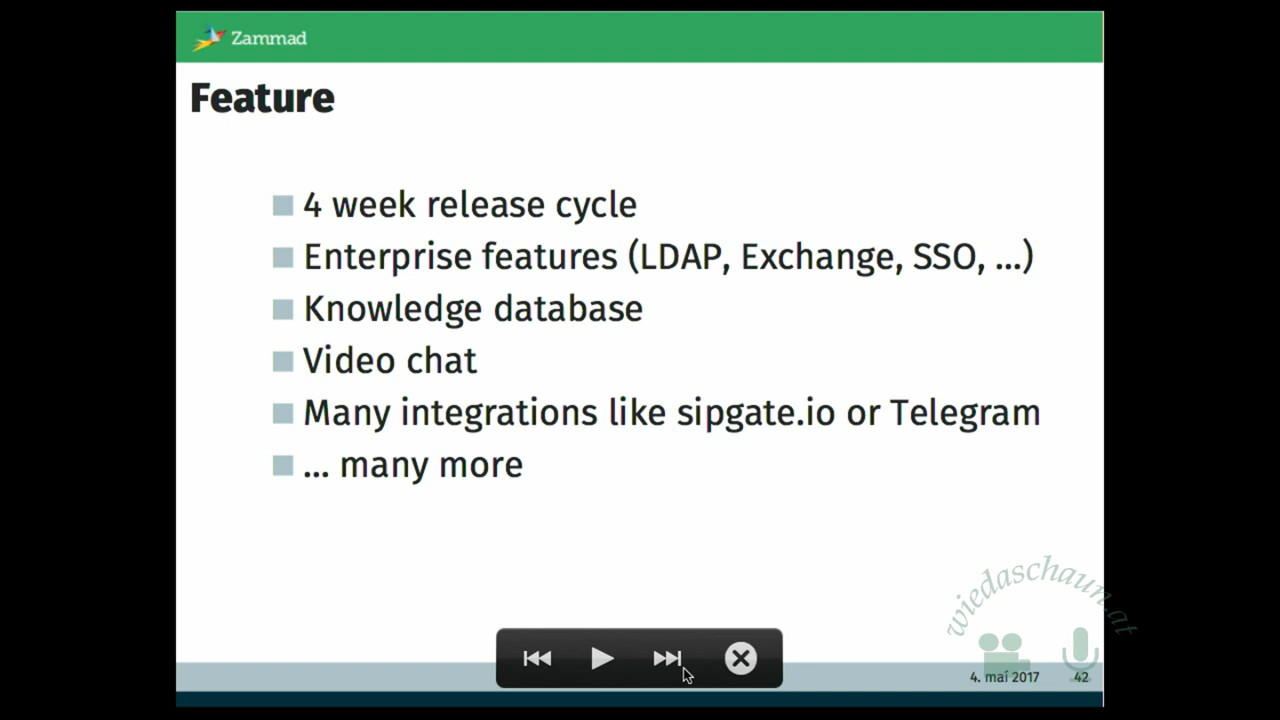 Zammad
Feature
4 week release cycle
Enterprise features (LDAP, Exchange, SSO, ...)
Knowledge database
Video chat
Many integrations like sipgate.io or Telegram
... many more
wiedaschaun.at
4. mai 2017 42